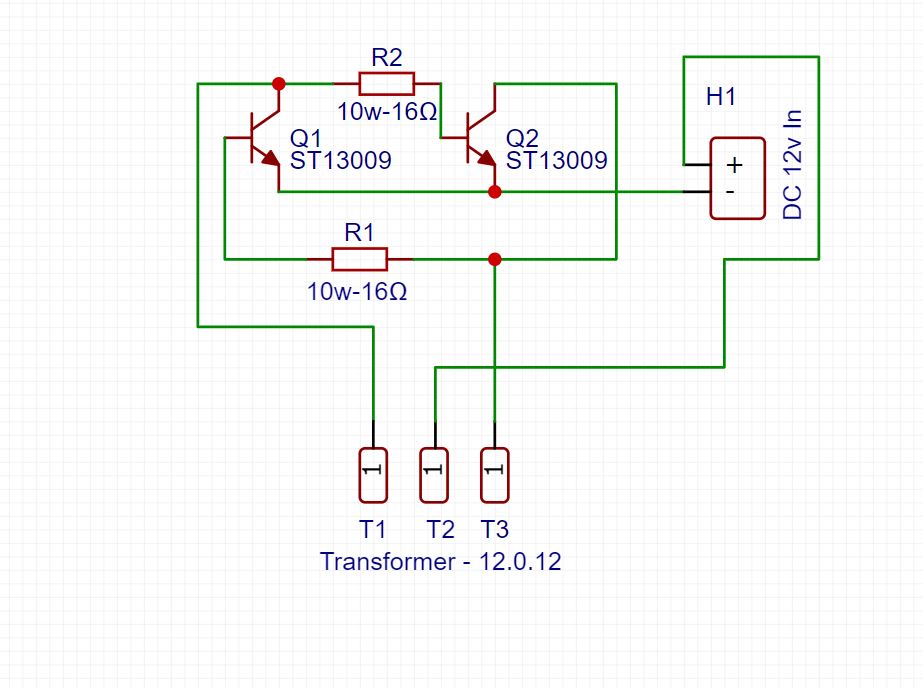 R2
10w-16Ω
Q1
ST13009
Q2
ST13009
H1
+
-
DC 12v In
R1
10w-16Ω
1
1
1
T1
T2
T3
Transformer - 12.0.12